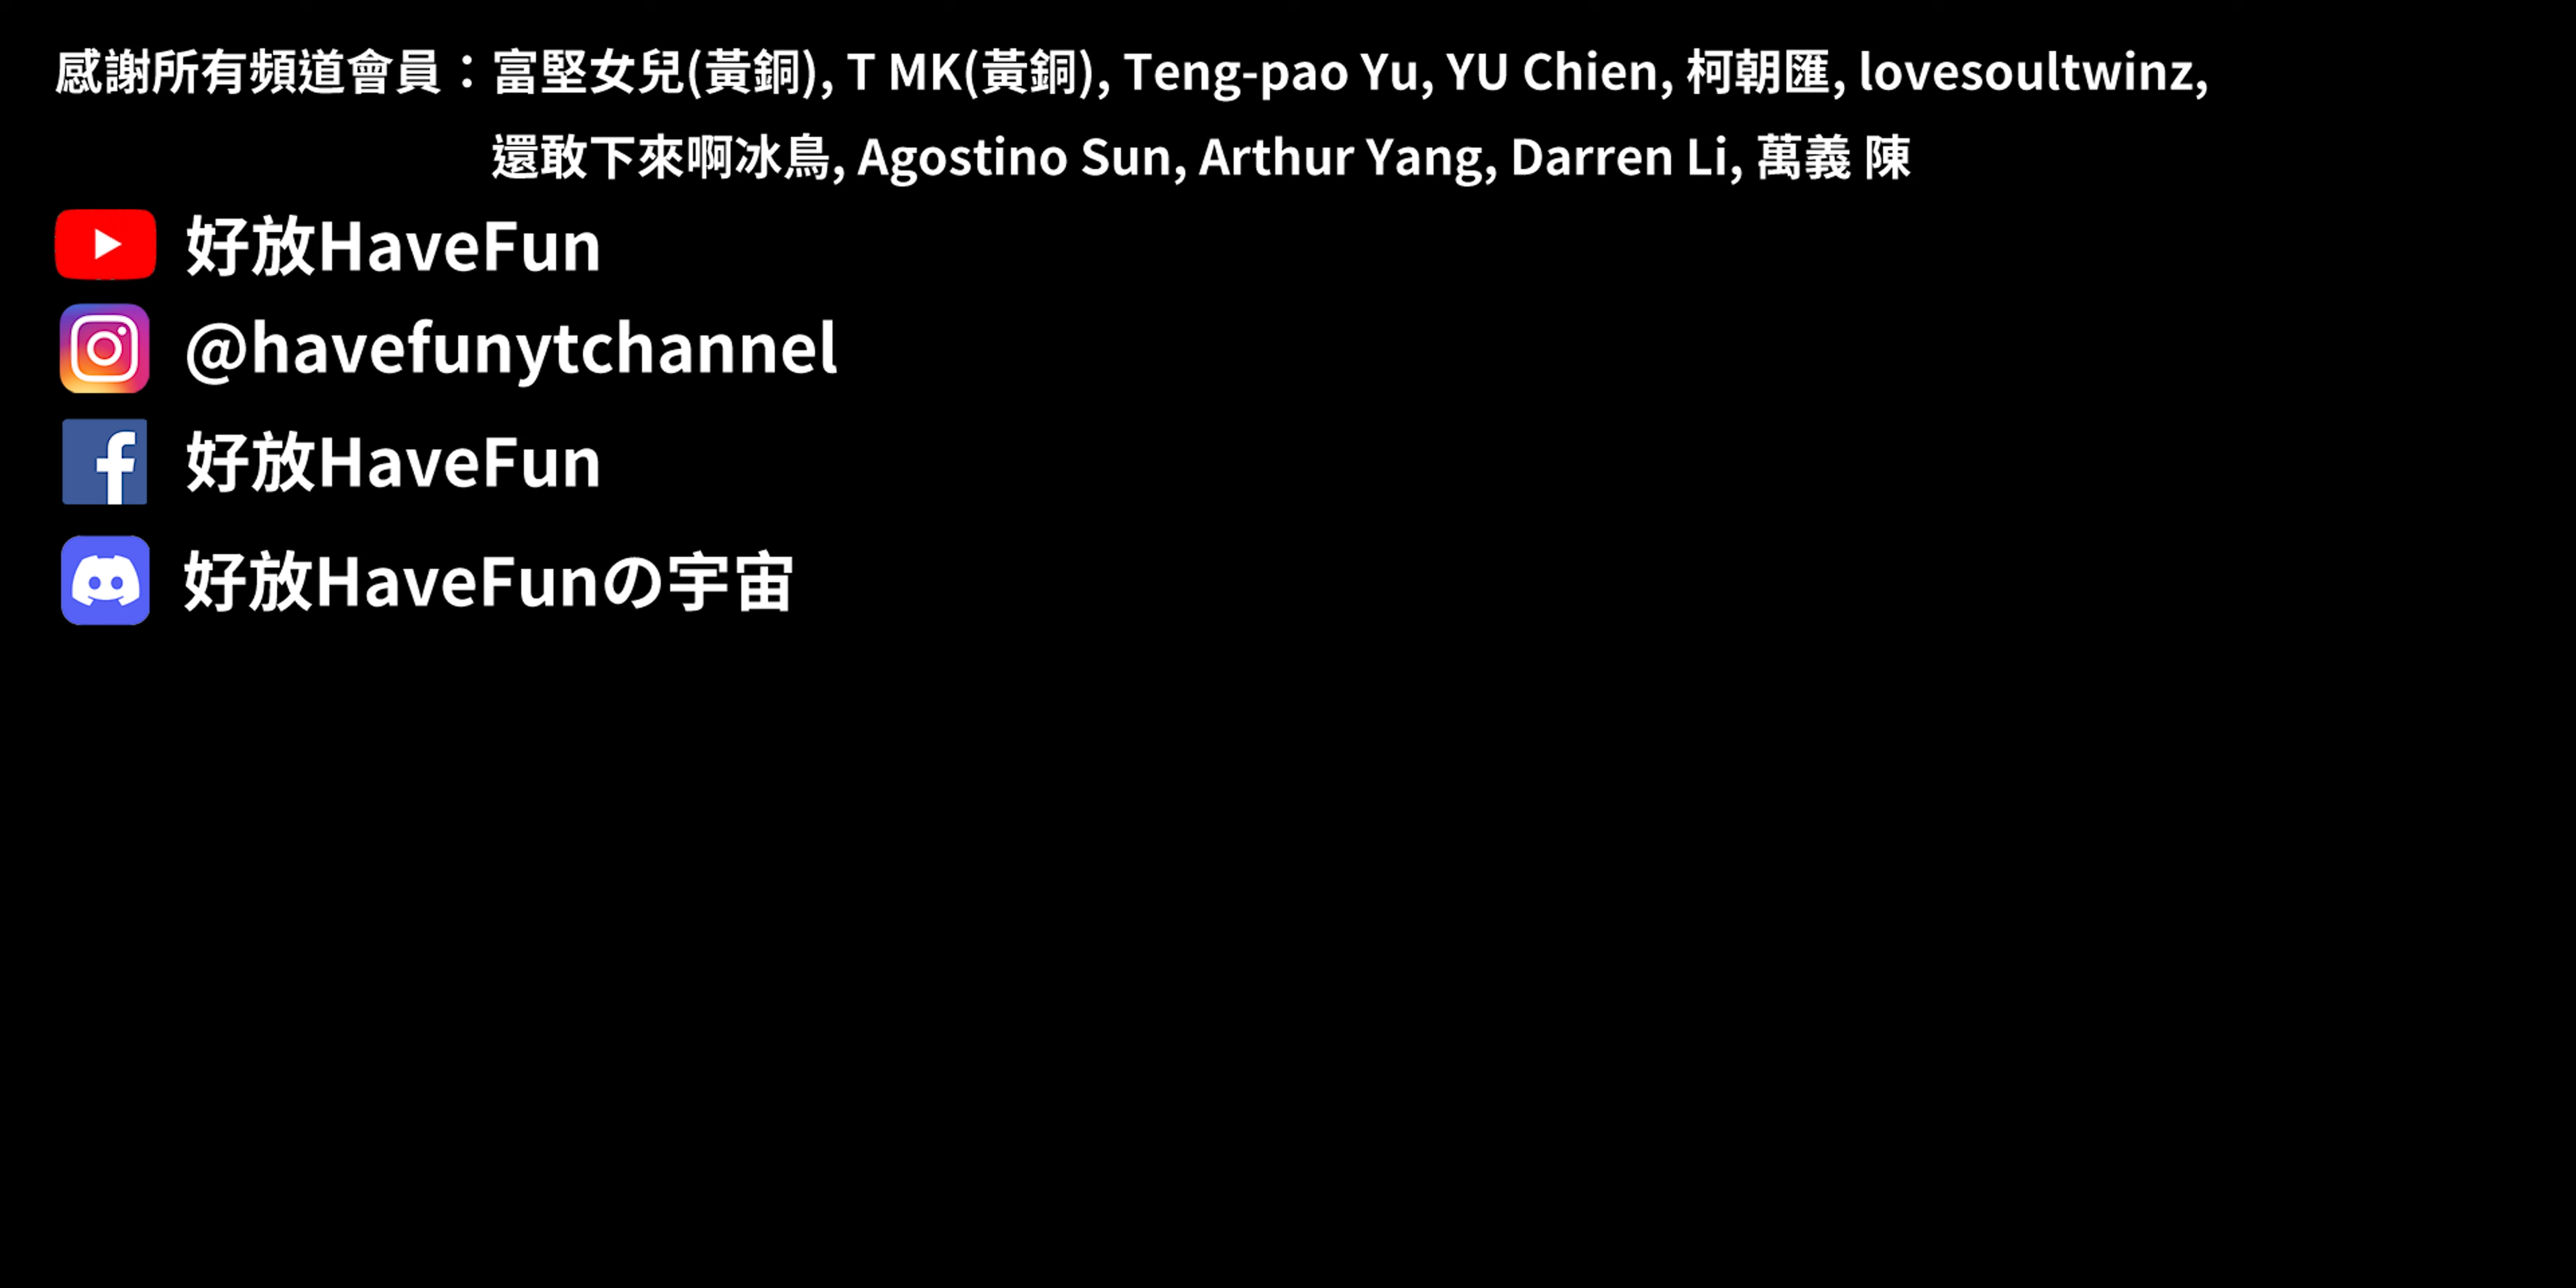 感謝所有頻道會員：富堅女兒(黃銅), T MK(黃銅), Teng-pao Yu, YU Chien, 柯朝匯, lovesoultwinz,
還敢下來啊冰鳥, Agostino Sun, Arthur Yang, Darren Li, 萬義 陳
好放HaveFun
@havefunytchannel
好放HaveFun
好放HaveFunの宇宙